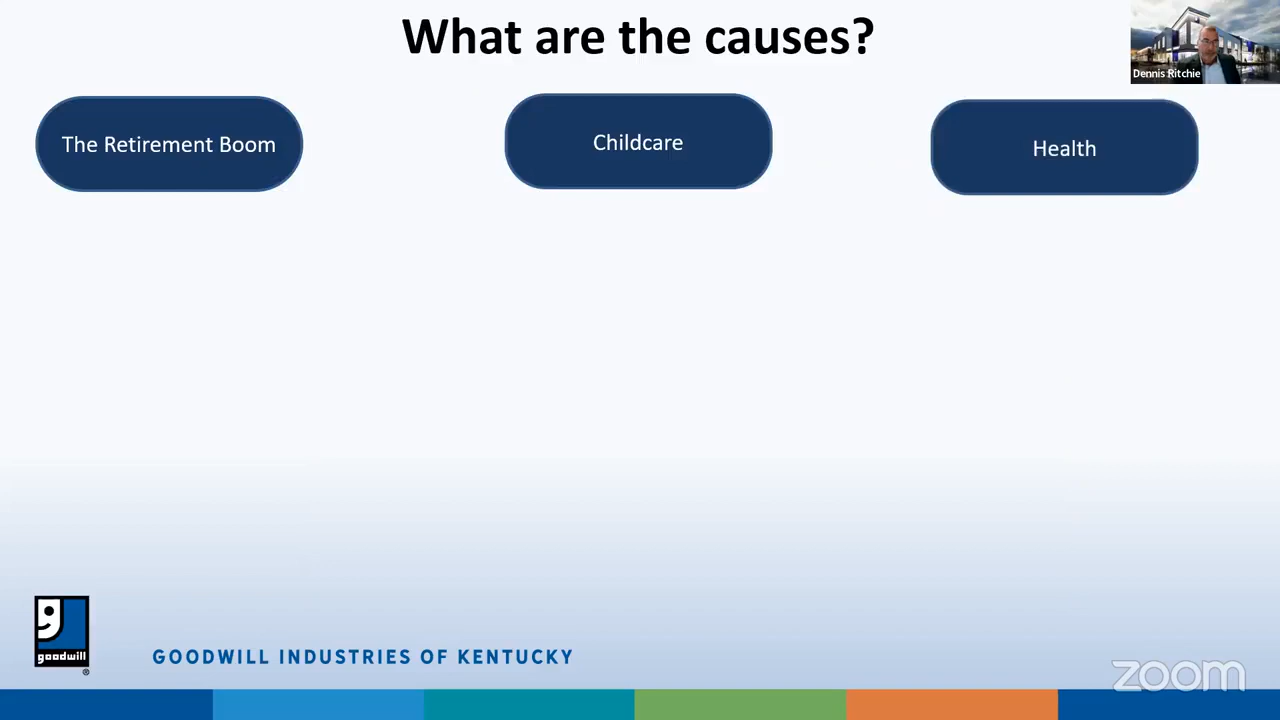 What are the causes?
Dennis Ritchie
The Retirement Boom
Childcare
Health
goodwill
®
GOODWILL INDUSTRIES OF KENTUCKY
zoom